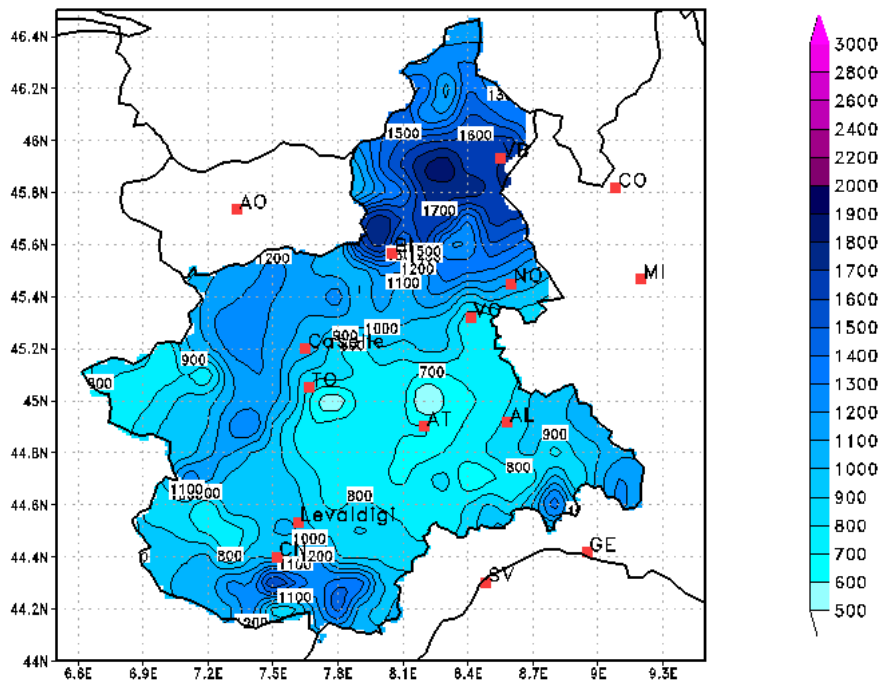 46.4N
46.2N
46N
45.8N
45.6N
45.4N
45.2N
45N
44.8N
44.6N
44.4N
44.2N
44N
6.6E 6.9E 7.2E 7.5E 7.8E 8.1E 8.4E 8.7E 9E 9.3E
1500 1600
VB
CO
AO
1700
BI
1500
1200
1200
1100
MI
NO
1000
VC
Caselle
900
900
TO
700
AT
AL
900
800
1100
800
Levaldigi
1000
1200
CN
1100
800
GE
SV
1100
3000
2800
2600
2400
2200
2000
1900
1800
1700
1600
1500
1400
1300
1200
1100
1000
900
800
700
600
500